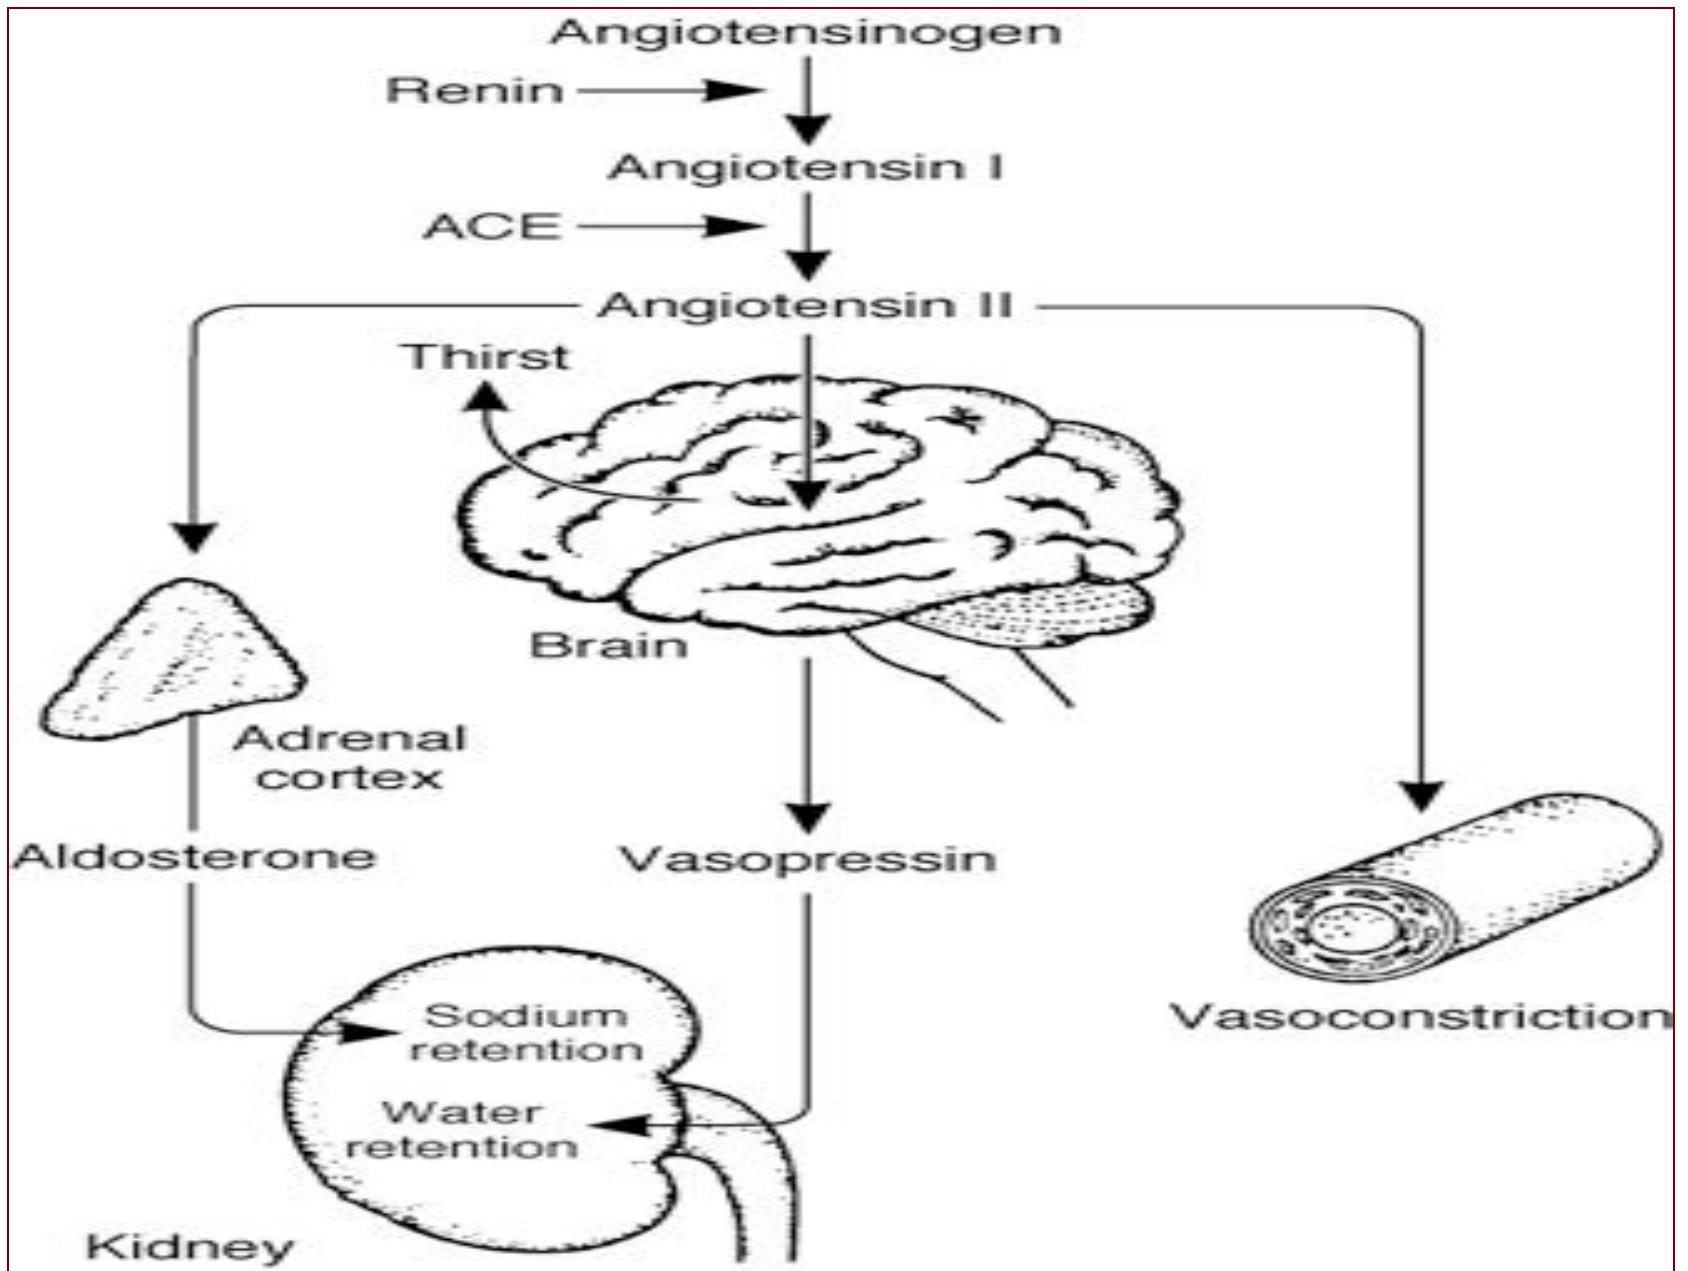 Angiotensinogen
Renin
Angiotensin I
ACE
Angiotensin II
Thirst
Brain
Adrenal
cortex
Aldosterone
Vasopressin
Sodium
retention
Vasoconstriction
Water
retention
Kidney